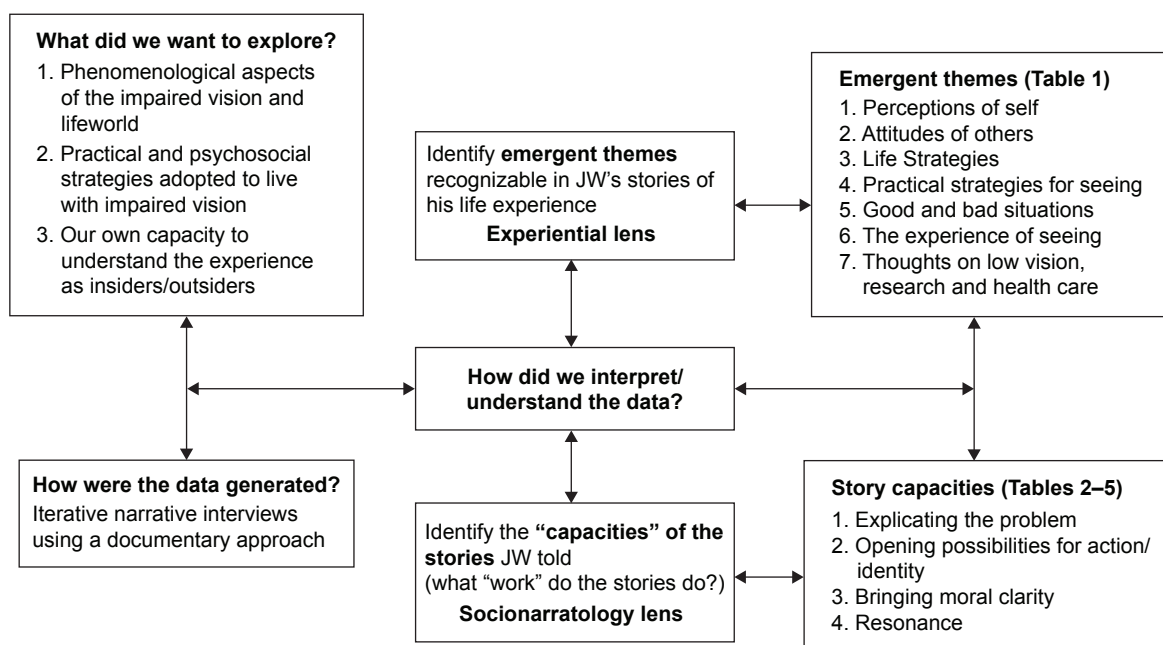 What did we want to explore?
1. Phenomenological aspects
of the impaired vision and
lifeworld
2. Practical and psychosocial
strategies adopted to live
with impaired vision
3. Our own capacity to
understand the experience
as insiders/outsiders
How were the data generated?
Iterative narrative interviews
using a documentary approach
Identify emergent themes
recognizable in JW’s stories of
his life experience
Experiential lens
How did we interpret/
understand the data?
Identify the “capacities” of the
stories JW told
(what “work” do the stories do?)
Socionarratology lens
Emergent themes (Table 1)
1. Perceptions of self
2. Attitudes of others
3. Life Strategies
4. Practical strategies for seeing
5. Good and bad situations
6. The experience of seeing
7. Thoughts on low vision,
research and health care
Story capacities (Tables 2–5)
1. Explicating the problem
2. Opening possibilities for action/
identity
3. Bringing moral clarity
4. Resonance